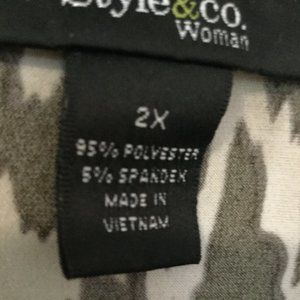 Style&co.
Woman
2X
95% POLYESTER
5% SPANDEX
MADE IN
VIETNAM